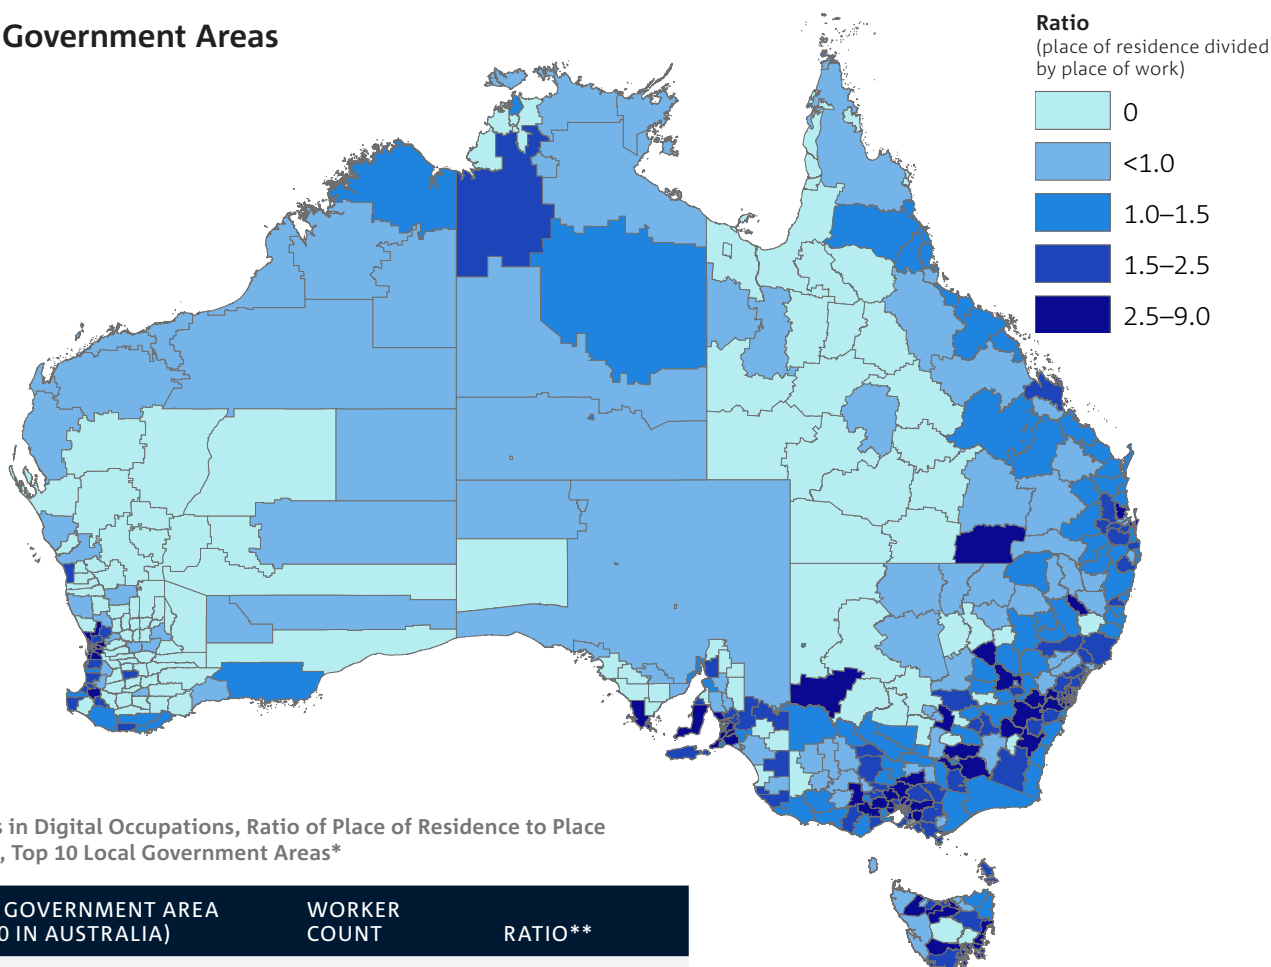 Government Areas
Ratio
(place of residence divided
by place of work)
0
<1.0
1.0–1.5
1.5–2.5
2.5–9.0
in Digital Occupations, Ratio of Place of Residence to Place
, Top 10 Local Government Areas*
GOVERNMENT AREA
0 IN AUSTRALIA)
WORKER
COUNT
RATIO**